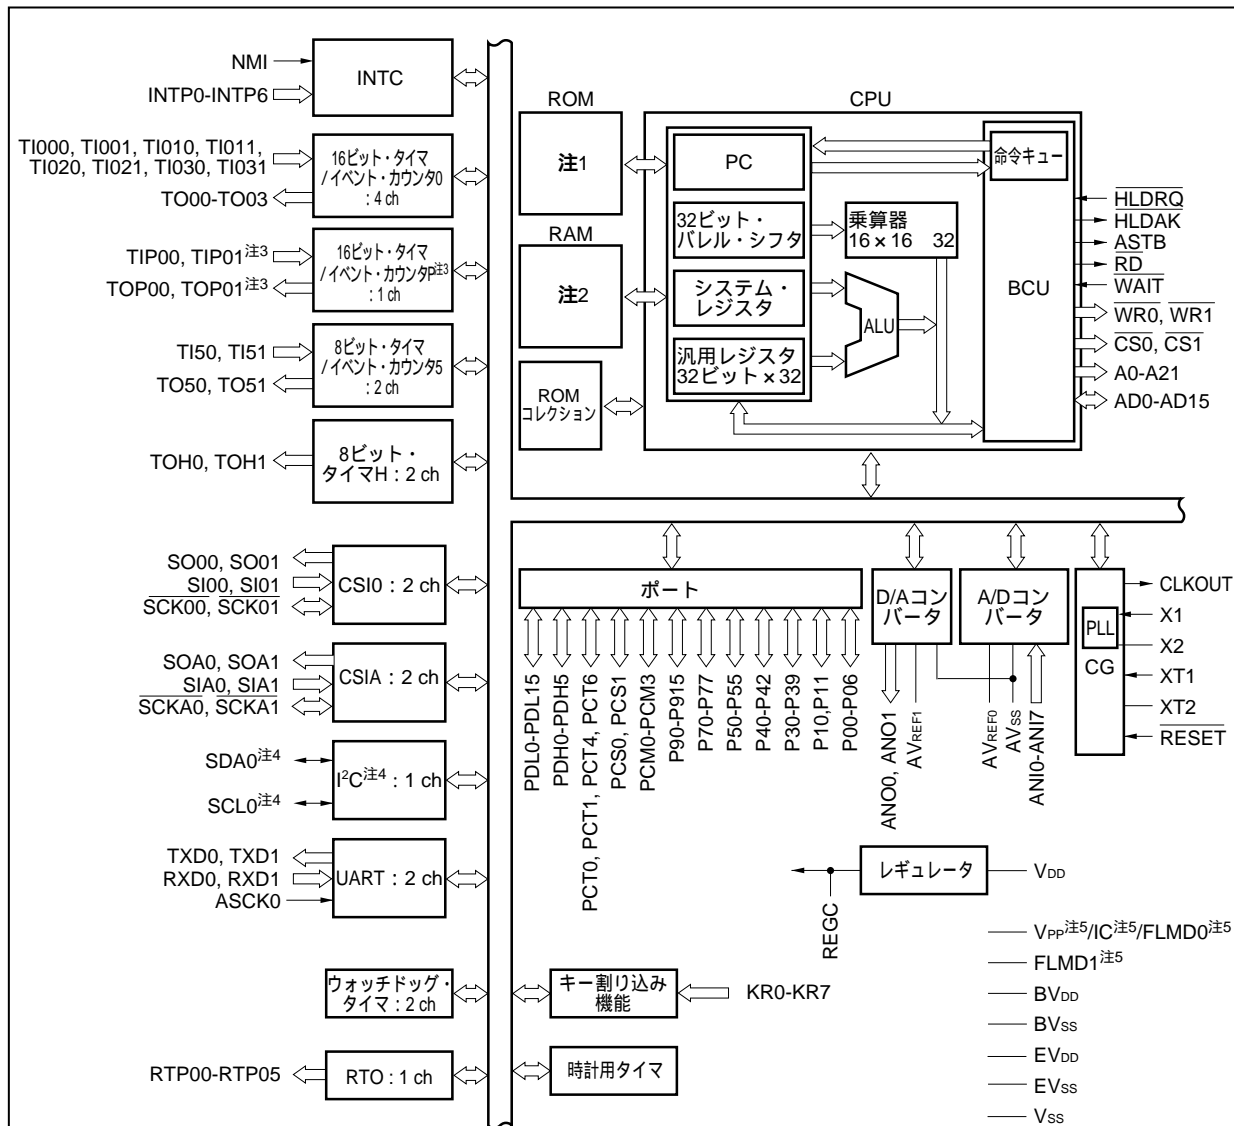 NMI
INTP0-INTP6
INTC
TI000, TI001, TI010, TI011,
TI020, TI021, TI030, TI031
TO00-TO03
16ビット・タイマ
/イベント・カウンタ0
: 4 ch
TIP00, TIP01注3
TOP00, TOP01注3
16ビット・タイマ
/イベント・カウンタP注3
: 1 ch
TI50, TI51
TO50, TO51
8ビット・タイマ
/イベント・カウンタ5
: 2 ch
TOH0, TOH1
8ビット・
タイマH : 2 ch
SO00, SO01
SI00, SI01
SCK00, SCK01
CSI0 : 2 ch
SOA0, SOA1
SIA0, SIA1
SCKA0, SCKA1
CSIA : 2 ch
SDA0注4
SCL0注4
I²C注4 : 1 ch
TXD0, TXD1
RXD0, RXD1
ASCK0
UART : 2 ch
ウォッチドッグ・
タイマ : 2 ch
RTP00-RTP05
RTO : 1 ch
ROM
注1
RAM
注2
ROM
コレクション
CPU
PC
32ビット・
バレル・シフタ
システム・
レジスタ
汎用レジスタ
32ビット×32
乗算器
16×16 32
ALU
命令キュー
BCU
HLDRQ
HLDAK
ASTB
RD
WAIT
WR0, WR1
CS0, CS1
A0-A21
AD0-AD15
ポート
PDL0-PDL15
PDH0-PDH5
PCT0, PCT1, PCT4, PCT6
PCS0, PCS1
PCM0-PCM3
P90-P915
P70-P77
P50-P55
P40-P42
P30-P39
P10,P11
P00-P06
D/Aコン
バータ
ANO0, ANO1
AVREF1
A/Dコン
バータ
AVREF0
AVSS
ANI0-ANI7
PLL
CG
CLKOUT
X1
X2
XT1
XT2
RESET
レギュレータ
VDD
REGC
VPP注5/IC注5/FLMD0注5
FLMD1注5
BVDD
BVSS
EVDD
EVSS
VSS
キー割り込み
機能
KR0-KR7
時計用タイマ